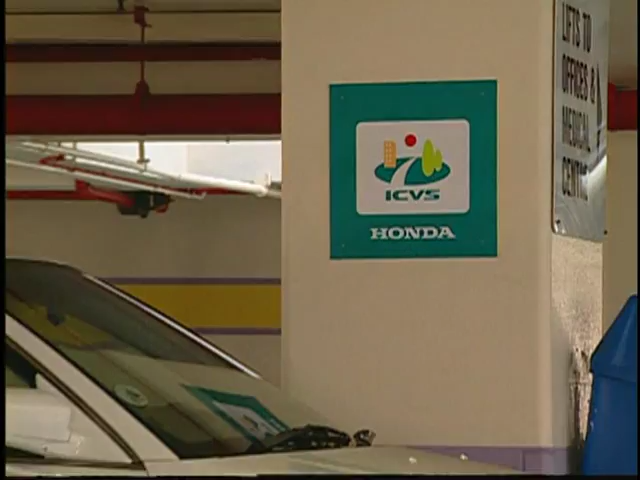 ICVS
HONDA
LIFTS TO
OFFICES &
MEDICAL
CENTRE